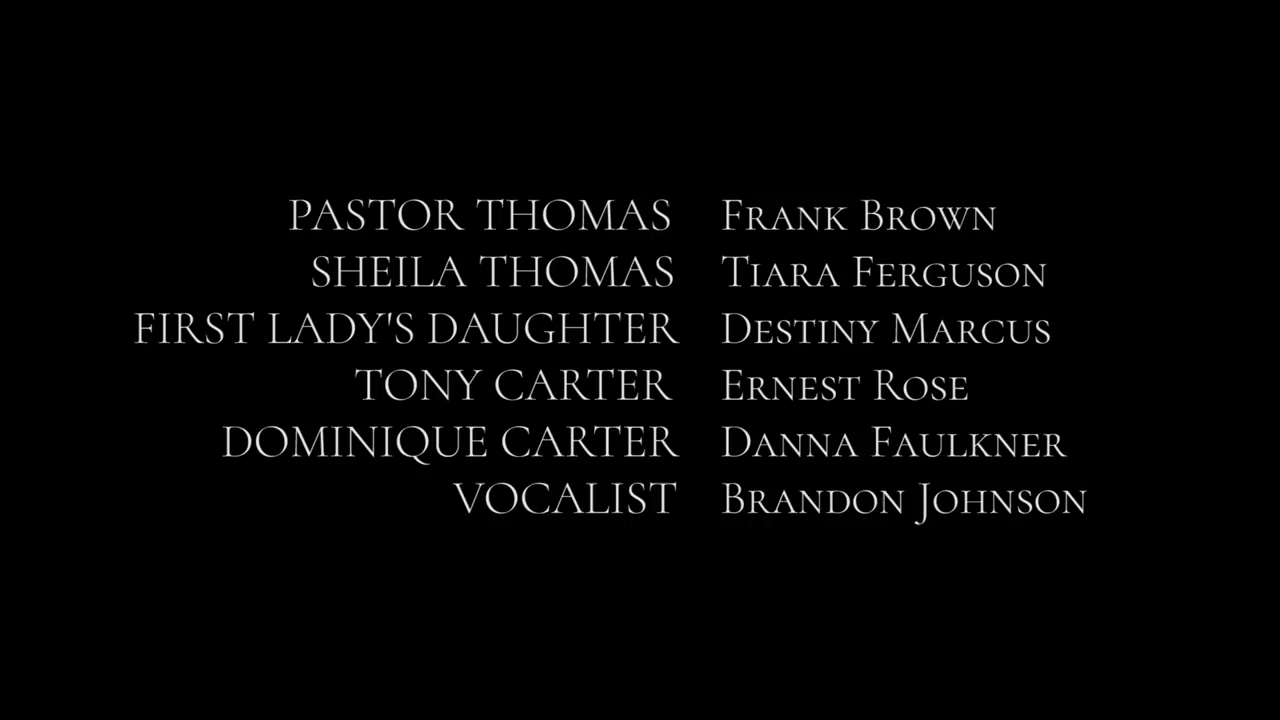 PASTOR THOMAS Frank Brown
SHEILA THOMAS Tiara Ferguson
FIRST LADY'S DAUGHTER Destiny Marcus
TONY CARTER Ernest Rose
DOMINIQUE CARTER Danna Faulkner
VOCALIST Brandon Johnson